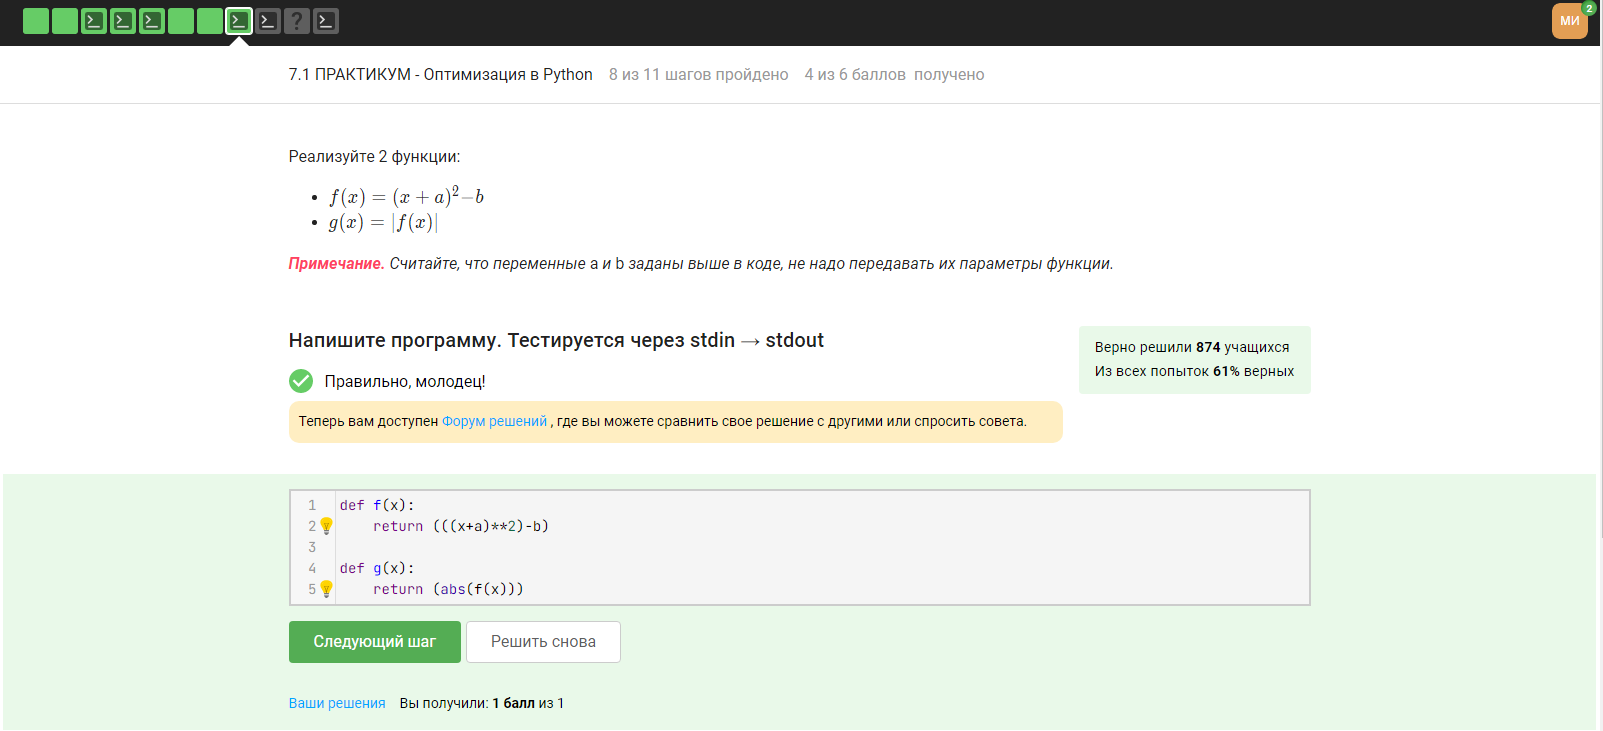 МИ
2
7.1 ПРАКТИКУМ - Оптимизация в Python 8 из 11 шагов пройдено 4 из 6 баллов получено
Реализуйте 2 функции:
• f(x) = (x + a)²−b
• g(x) = |f(x)|
Примечание. Считайте, что переменные a и b заданы выше в коде, не надо передавать их параметры функции.
Напишите программу. Тестируется через stdin → stdout
Верно решили 874 учащихся
Из всех попыток 61% верных
Правильно, молодец!
Теперь вам доступен Форум решений , где вы можете сравнить свое решение с другими или спросить совета.
1 def f(x):
2     return (((x+a)**2)-b)
3
4 def g(x):
5     return (abs(f(x)))
Следующий шаг Решить снова
Ваши решения Вы получили: 1 балл из 1